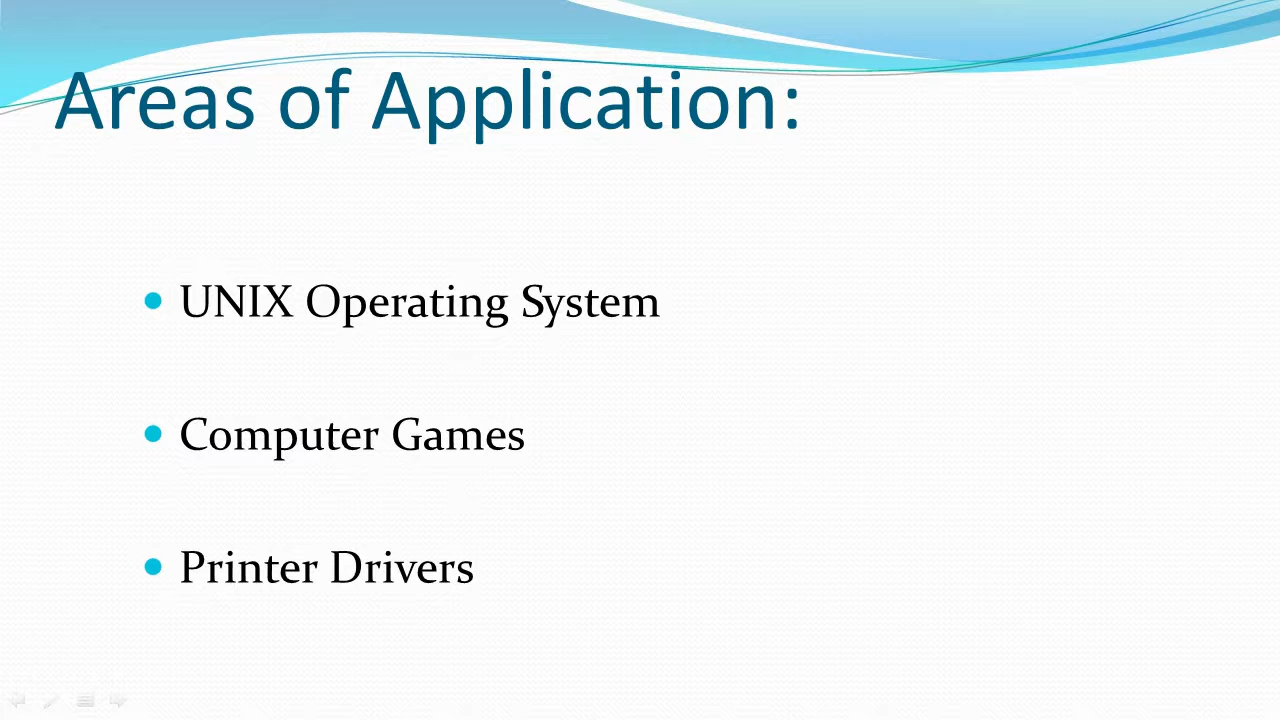 Areas of Application:
UNIX Operating System
Computer Games
Printer Drivers